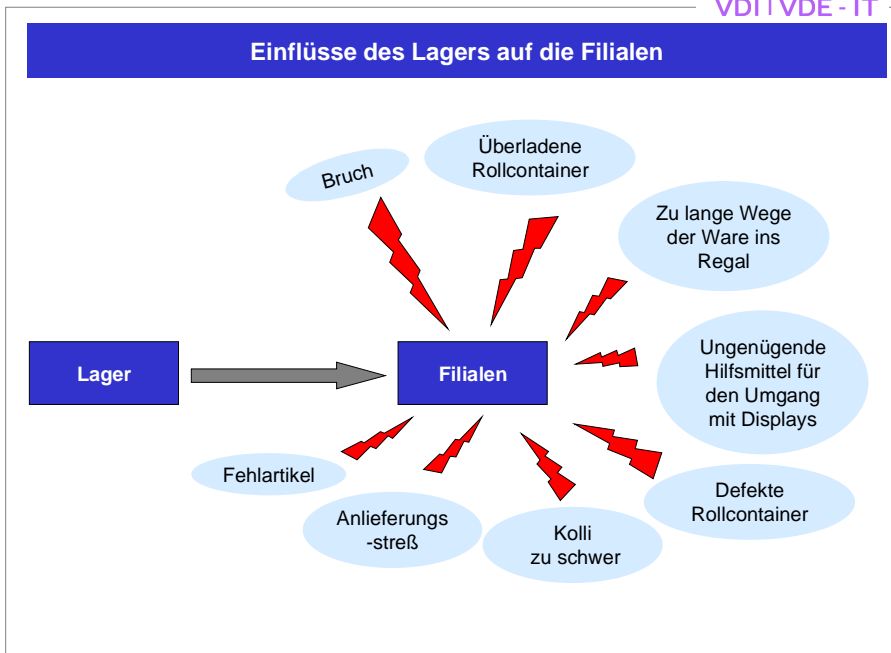 VDI | VDE - IT
Einflüsse des Lagers auf die Filialen
Bruch
Überladene
Rollcontainer
Zu lange Wege
der Ware ins
Regal
Lager
Filialen
Ungenügende
Hilfsmittel für
den Umgang
mit Displays
Fehlartikel
Anlieferungs
-streß
Kolli
zu schwer
Defekte
Rollcontainer